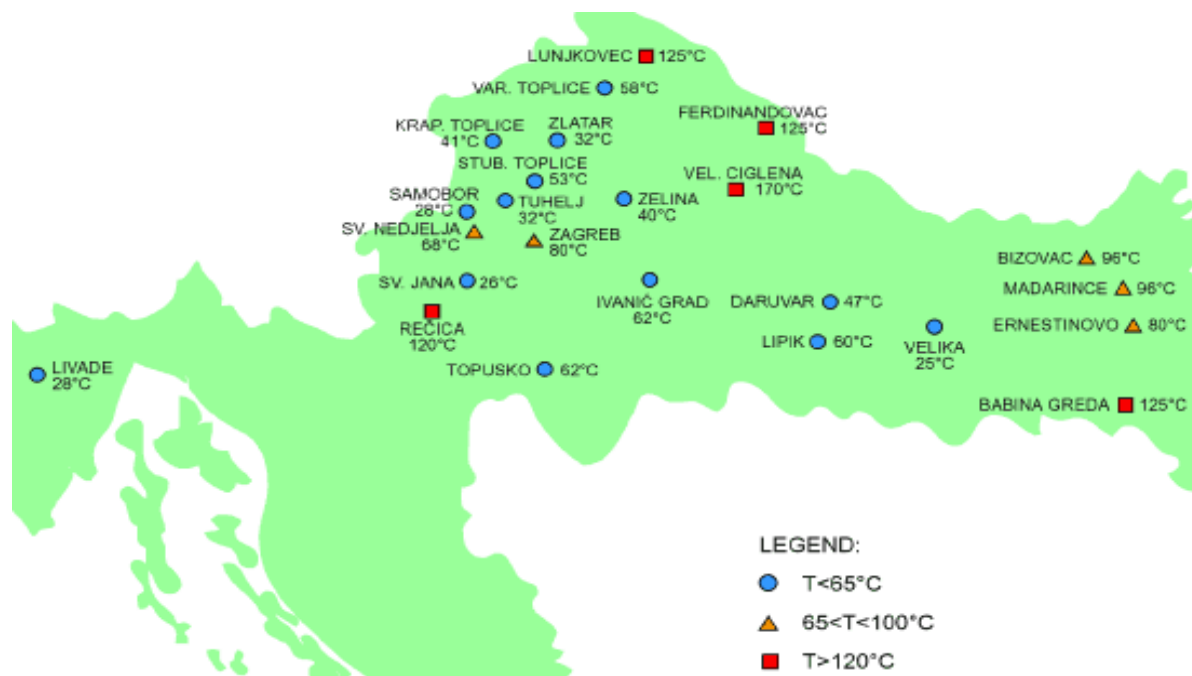 LUNJKOVEC 125°C
VAR. TOPLICE 58°C
FERDINANDOVAC
125°C
KRAP. TOPLICE
41°C
ZLATAR
32°C
STUB. TOPLICE
53°C
VEL. CIGLENA
170°C
SAMOBOR
28°C
TUHELJ
32°C
ZELINA
40°C
SV. NEDJELJA
68°C
ZAGREB
80°C
BIZOVAC 96°C
SV. JANA 26°C
IVANIĆ GRAD
62°C
DARUVAR 47°C
MADARINCE 96°C
REČICA
120°C
LIPIK 60°C
VELIKA
25°C
ERNESTINOVO 80°C
LIVADE
28°C
TOPUSKO 62°C
BABINA GREDA 125°C
LEGEND:
T<65°C
65<T<100°C
T>120°C